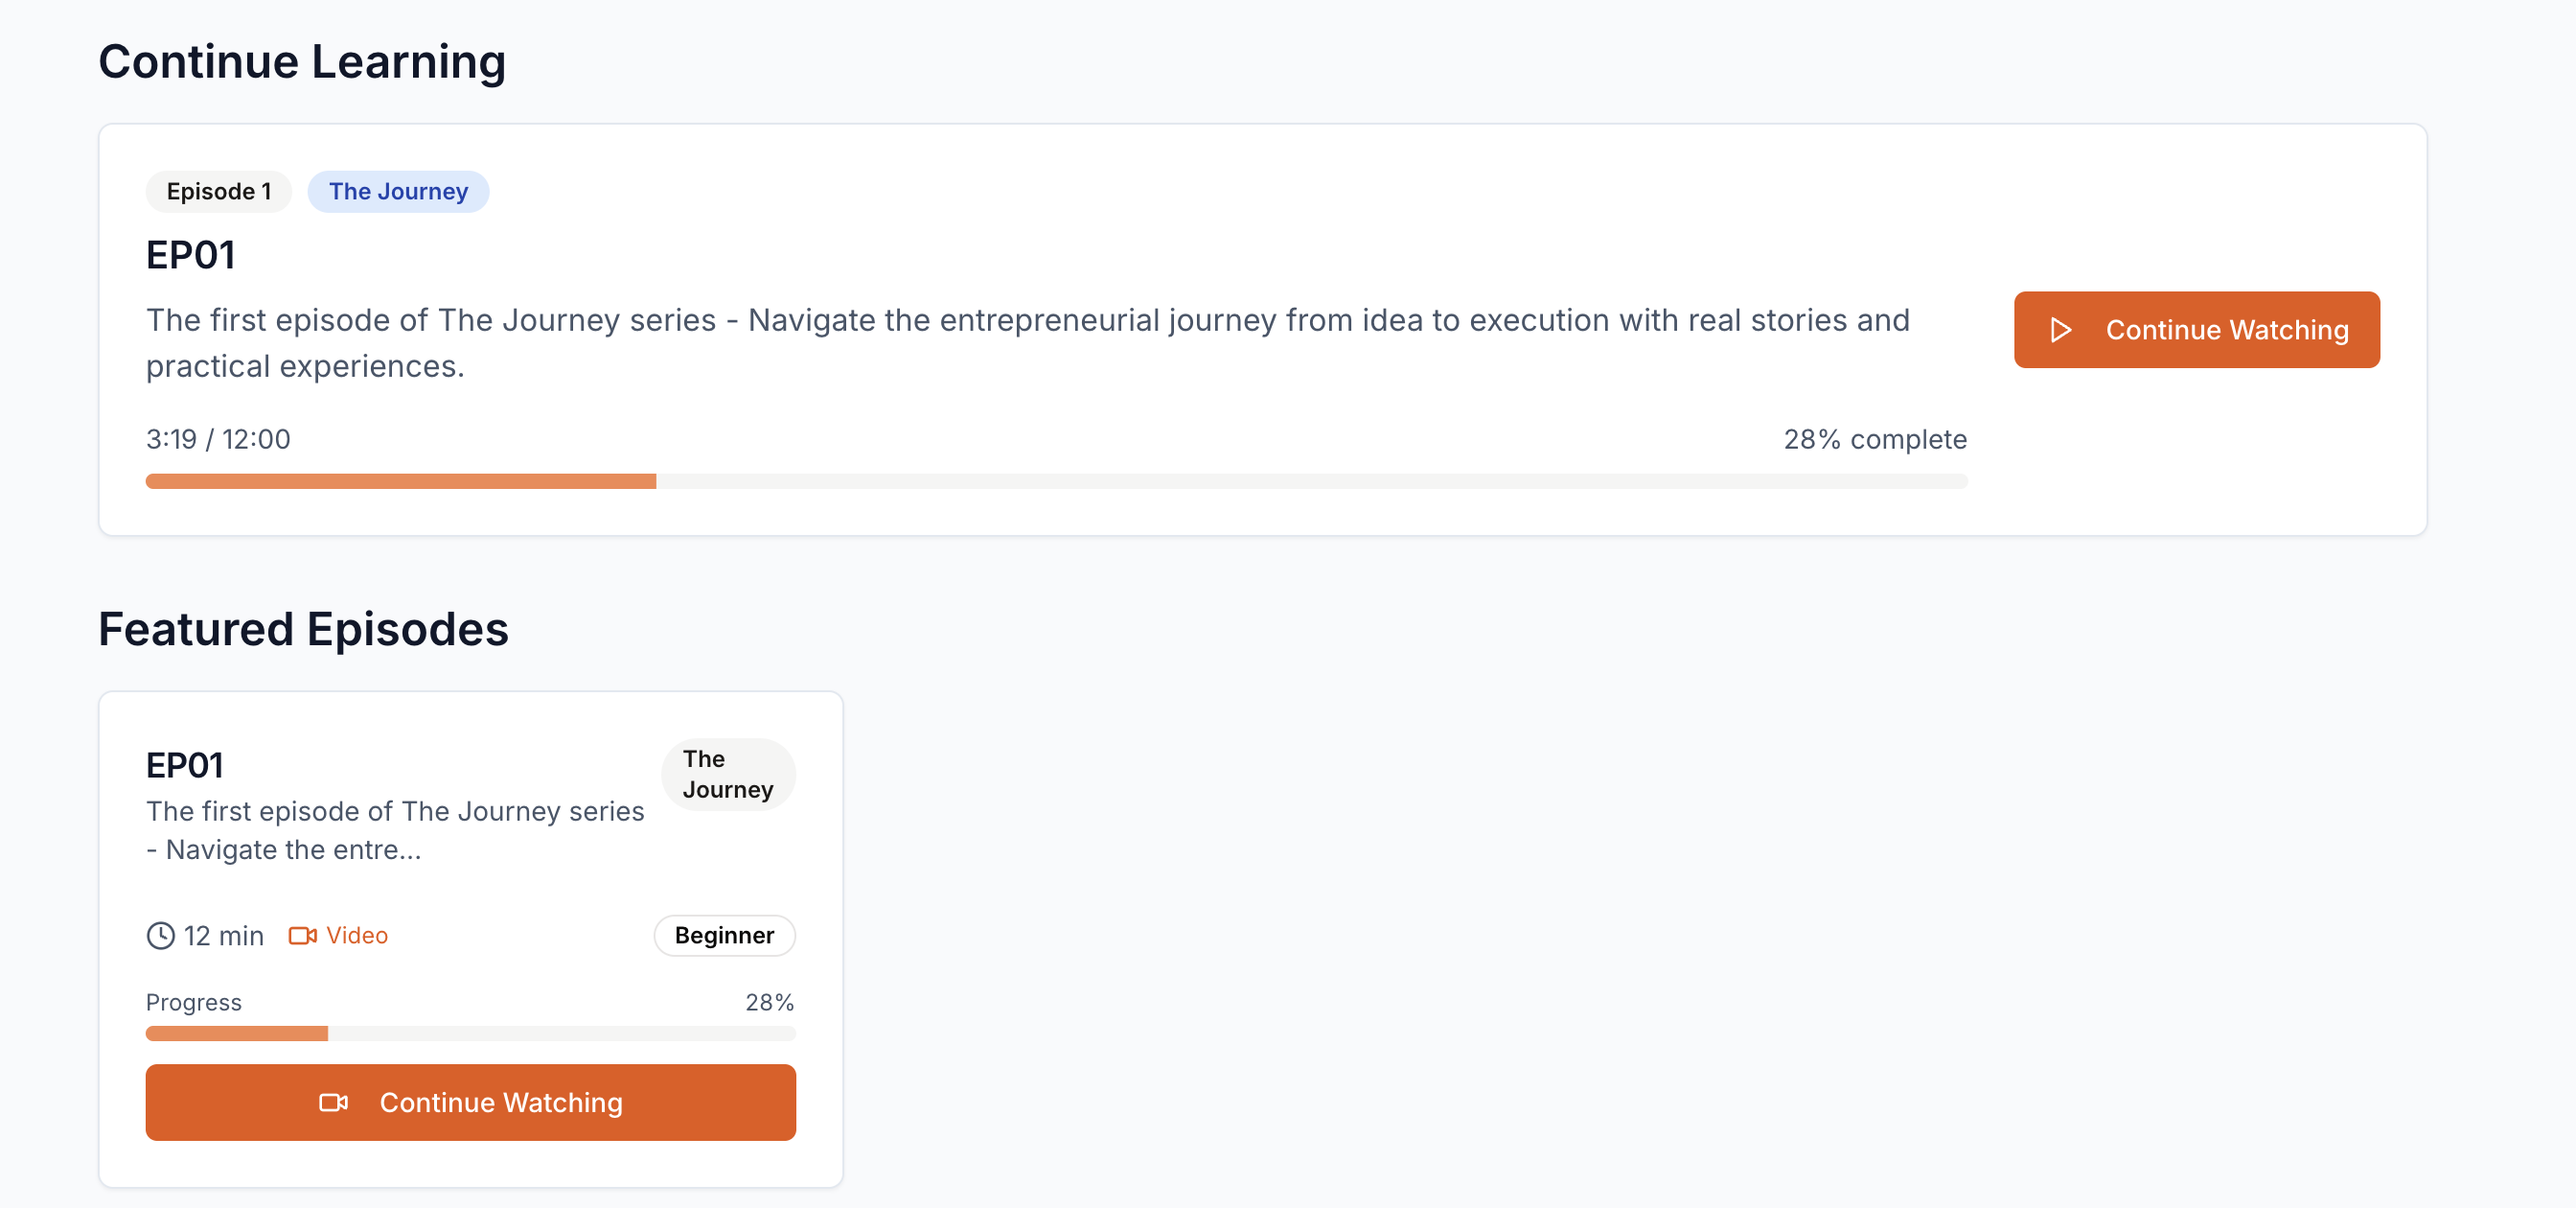 Continue Learning
Episode 1
The Journey
EP01
The first episode of The Journey series - Navigate the entrepreneurial journey from idea to execution with real stories and
practical experiences.
Continue Watching
3:19 / 12:00
28% complete
Featured Episodes
EP01
The
Journey
The first episode of The Journey series
- Navigate the entre...
12 min
Video
Beginner
Progress
28%
Continue Watching